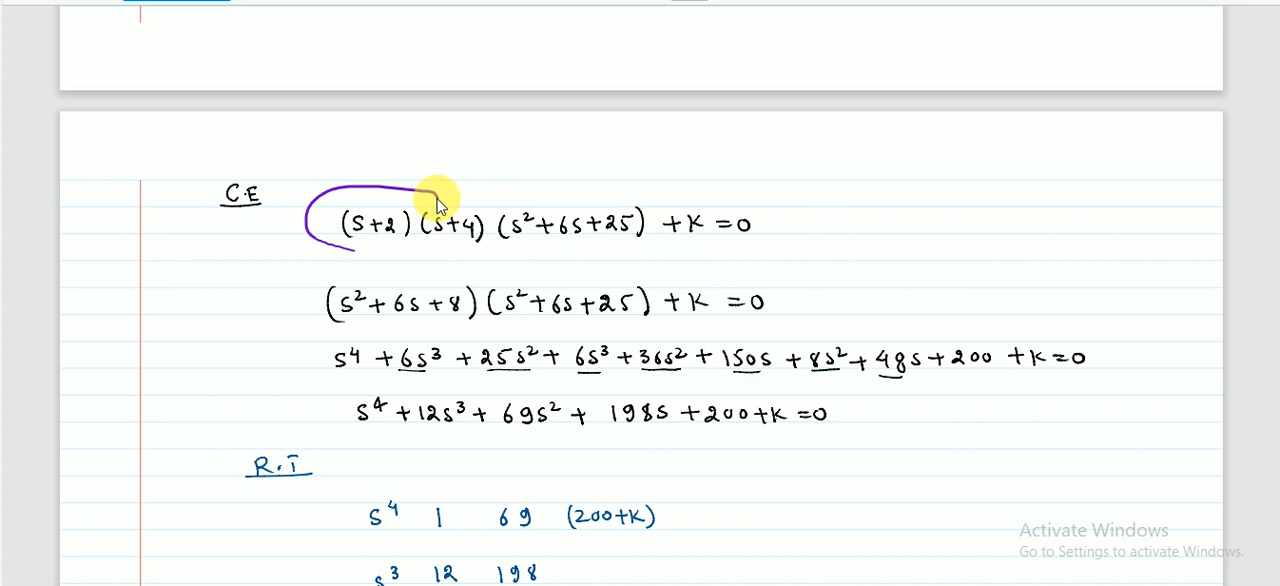 C.E
(S+2) (S+4) (s²+6s+25) +K =0
(s²+6s+8) (s²+6s+25) +K =0
s⁴ +6s³ +25s² + 6s³ +36s² +150s +8s² +48s +200 +K=0
s⁴ +12s³ + 69s² + 198s +200+K =0
R.T
s⁴ 1 69 (200+K)
s³ 12 198
Activate Windows
Go to Settings to activate Windows.